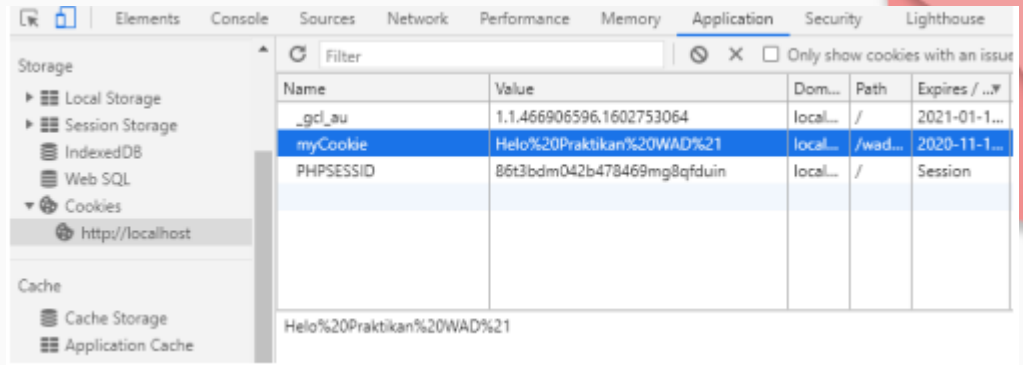 Elements Console Sources Network Performance Memory Application Security Lighthouse
Storage
Local Storage
Session Storage
IndexedDB
Web SQL
Cookies
http://localhost
Cache
Cache Storage
Application Cache
Filter Only show cookies with an issue
Name Value Dom... Path Expires / ...
_gcl_au 1.1.466906596.1602753064 local... / 2021-01-1...
myCookie Helo%20Praktikan%20WAD%21 local... /wad... 2020-11-1...
PHPSESSID 86t3bdm042b478469mg8qfduin local... / Session
Helo%20Praktikan%20WAD%21